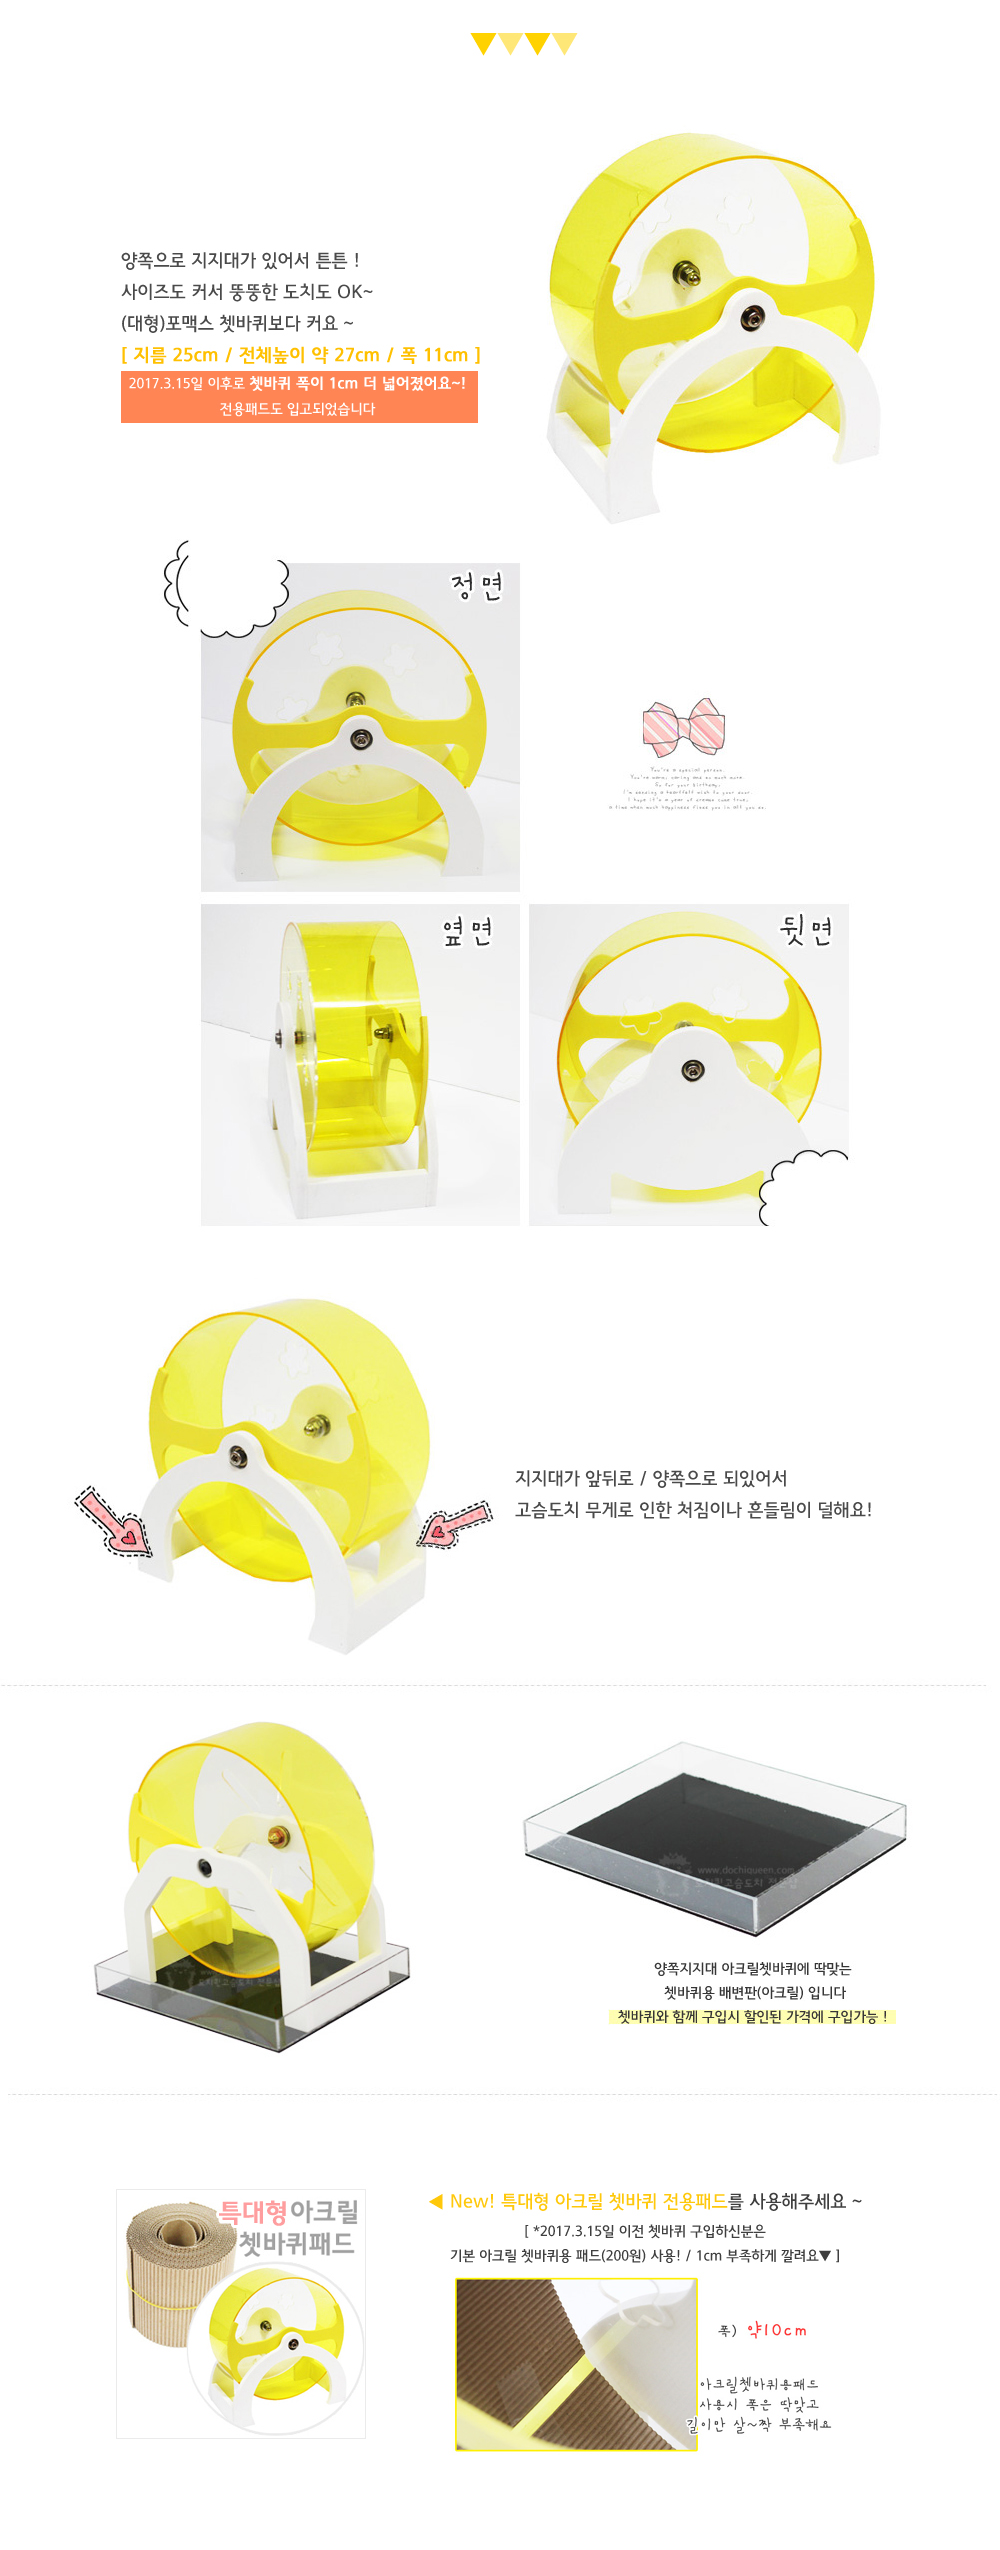 양쪽으로 지지대가 있어서 튼튼 !
사이즈도 커서 뚱뚱한 도치도 OK~
(대형)포맥스 쳇바퀴보다 커요 ~
[ 지름 25cm / 전체높이 약 27cm / 폭 11cm ]
2017.3.15일 이후로 쳇바퀴 폭이 1cm 더 넓어졌어요~!
전용패드도 입고되었습니다
정면
You're a special person.
옆면
뒷면
지지대가 앞뒤로 / 양쪽으로 되있어서
고슴도치 무게로 인한 처짐이나 흔들림이 덜해요!
www.dochiqueen.com
양쪽지지대 아크릴쳇바퀴에 딱맞는
쳇바퀴용 배변판(아크릴) 입니다
쳇바퀴와 함께 구입시 할인된 가격에 구입가능 !
특대형아크릴
쳇바퀴패드
◀ New! 특대형 아크릴 쳇바퀴 전용패드를 사용해주세요 ~
[ *2017.3.15일 이전 쳇바퀴 구입하신분은
기본 아크릴 쳇바퀴용 패드(200원) 사용! / 1cm 부족하게 깔려요▼ ]
폭) 약10cm
아크릴쳇바퀴용패드
사용시 폭은 딱맞고
길이만 살~짝 부족해요